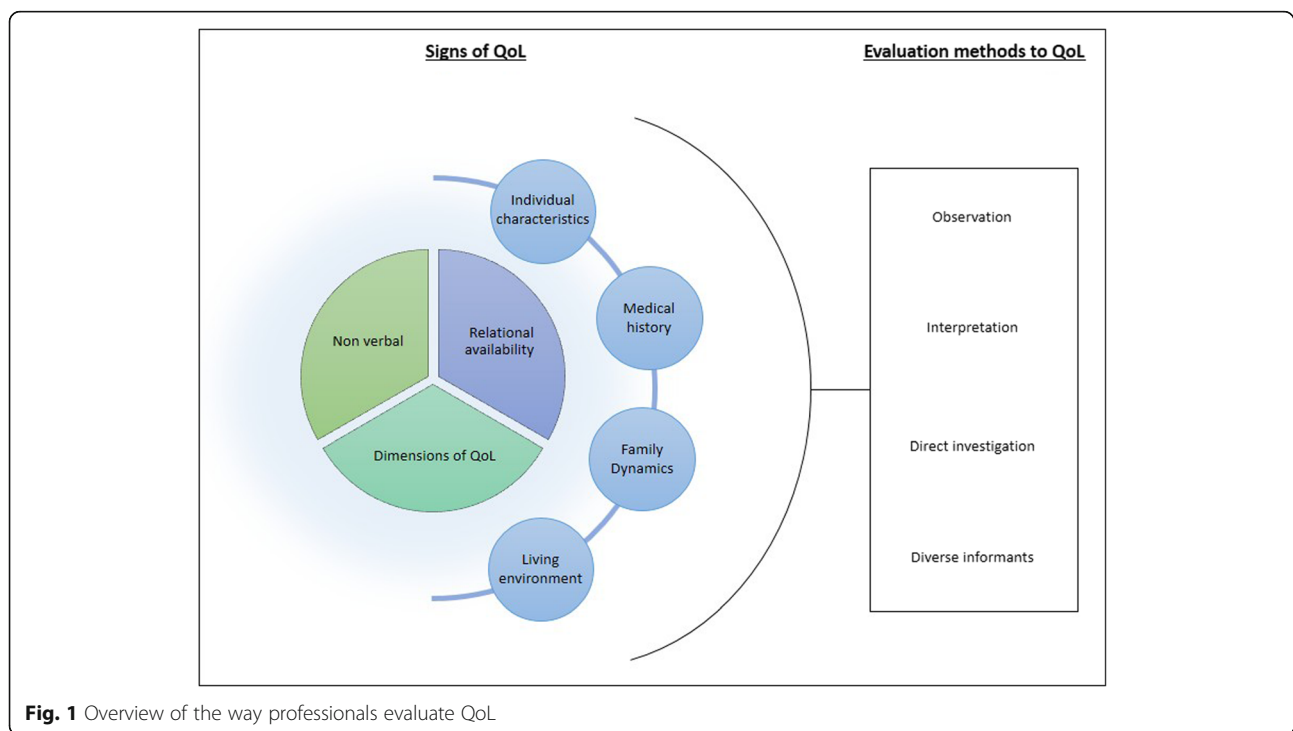 Signs of QoL
Evaluation methods to QoL
Individual
characteristics
Medical
history
Family
Dynamics
Living
environment
Non verbal
Relational
availability
Dimensions of QoL
Observation
Interpretation
Direct investigation
Diverse informants
Fig. 1 Overview of the way professionals evaluate QoL